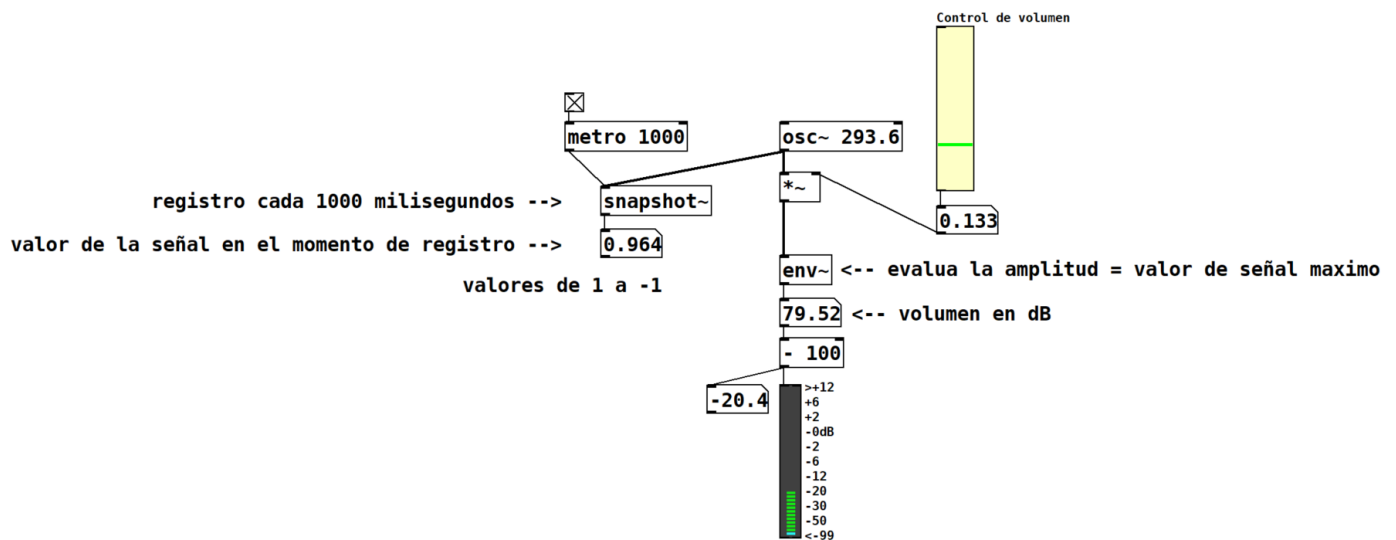 Control de volumen
metro 1000
osc~ 293.6
*~
registro cada 1000 milisegundos -->
snapshot~
0.133
valor de la señal en el momento de registro -->
0.964
env~
<-- evalua la amplitud = valor de señal maximo
valores de 1 a -1
79.52
<-- volumen en dB
- 100
-20.4
>+12
+6
+2
-0dB
-2
-6
-12
-20
-30
-50
<-99